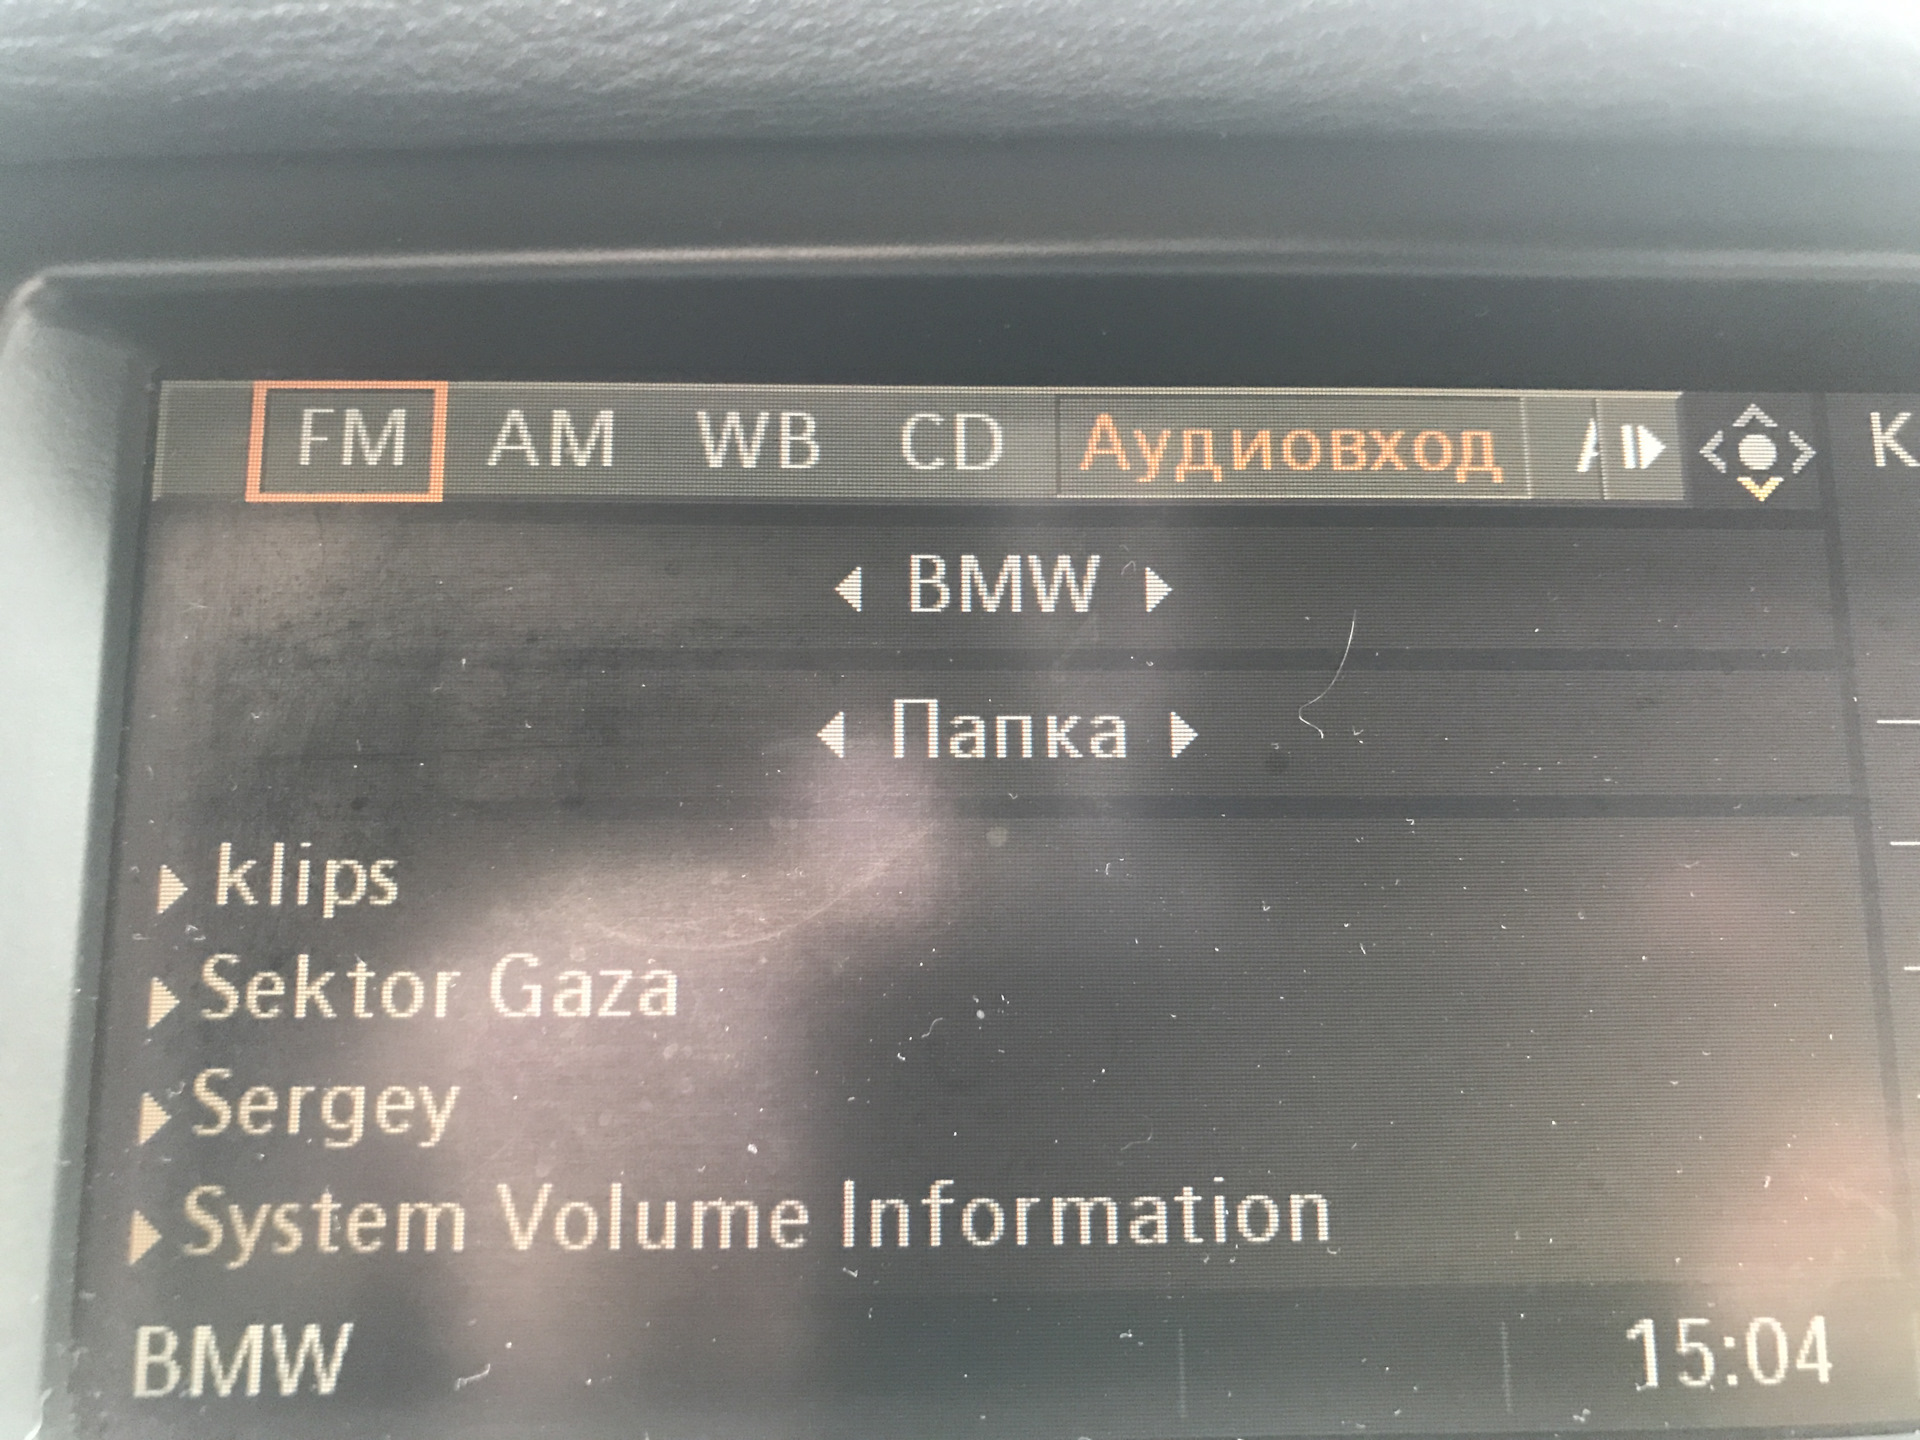 FM AM WB CD Аудиовход
BMW
Папка
klips
Sektor Gaza
Sergey
System Volume Information
BMW 15:04